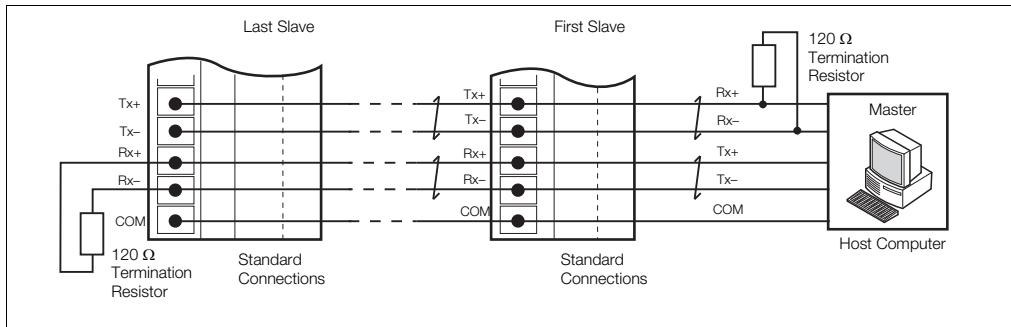 Last Slave
First Slave
120 Ω
Termination
Resistor
Tx+
Tx–
Rx+
Rx–
COM
Tx+
Tx–
Rx+
Rx–
COM
Rx+
Rx–
Tx+
Tx–
COM
Master
Host Computer
120 Ω
Termination
Resistor
Standard
Connections
Standard
Connections